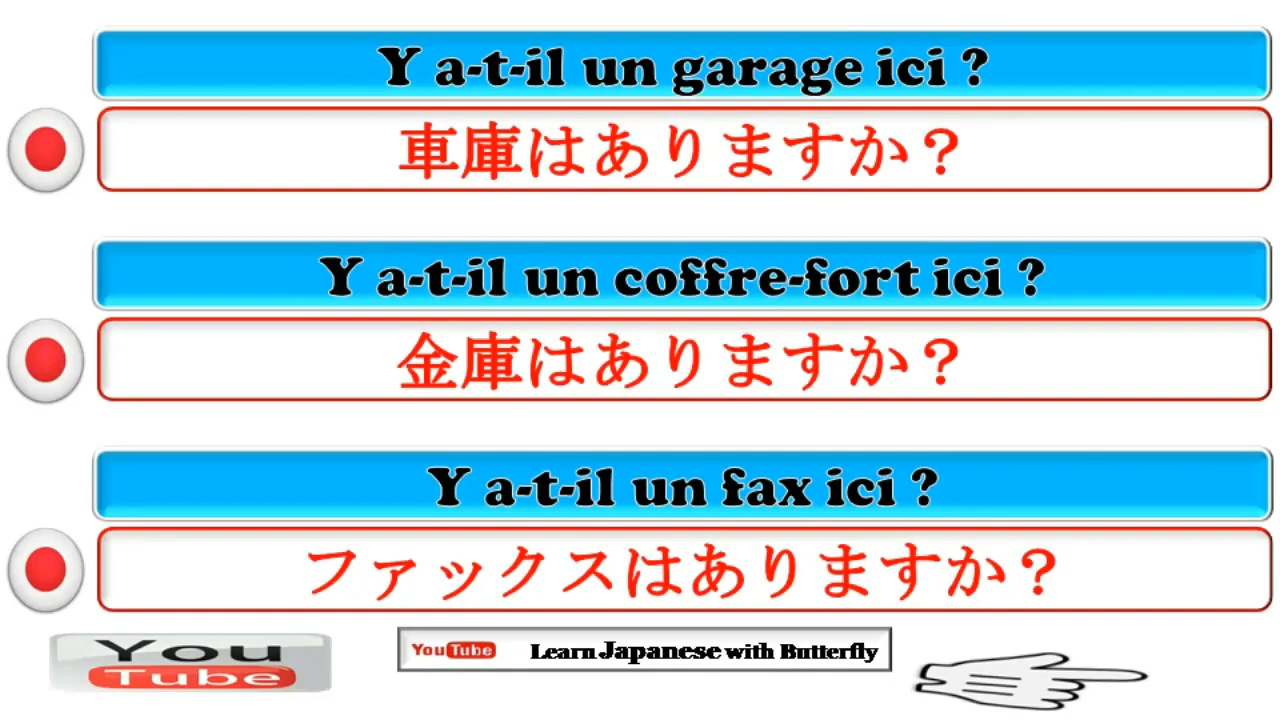 Y a-t-il un garage ici ?
車庫はありますか？
Y a-t-il un coffre-fort ici ?
金庫はありますか？
Y a-t-il un fax ici ?
ファックスはありますか？
You
Tube
YouTube Learn Japanese with Butterfly